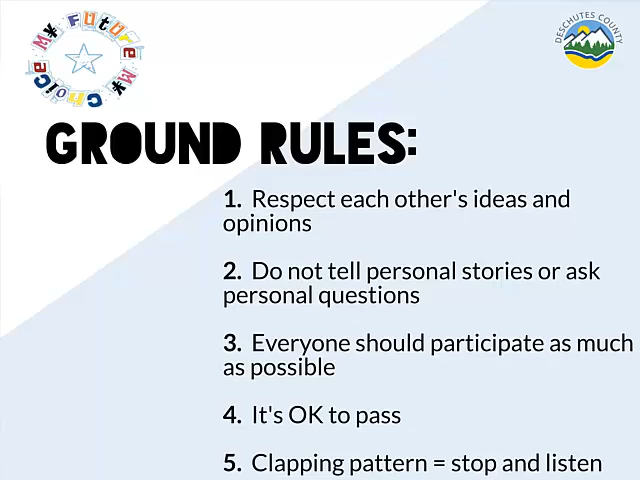 My Future My Choice
DESCHUTES COUNTY
GROUND RULES:
1. Respect each other's ideas and
opinions
2. Do not tell personal stories or ask
personal questions
3. Everyone should participate as much
as possible
4. It's OK to pass
5. Clapping pattern = stop and listen